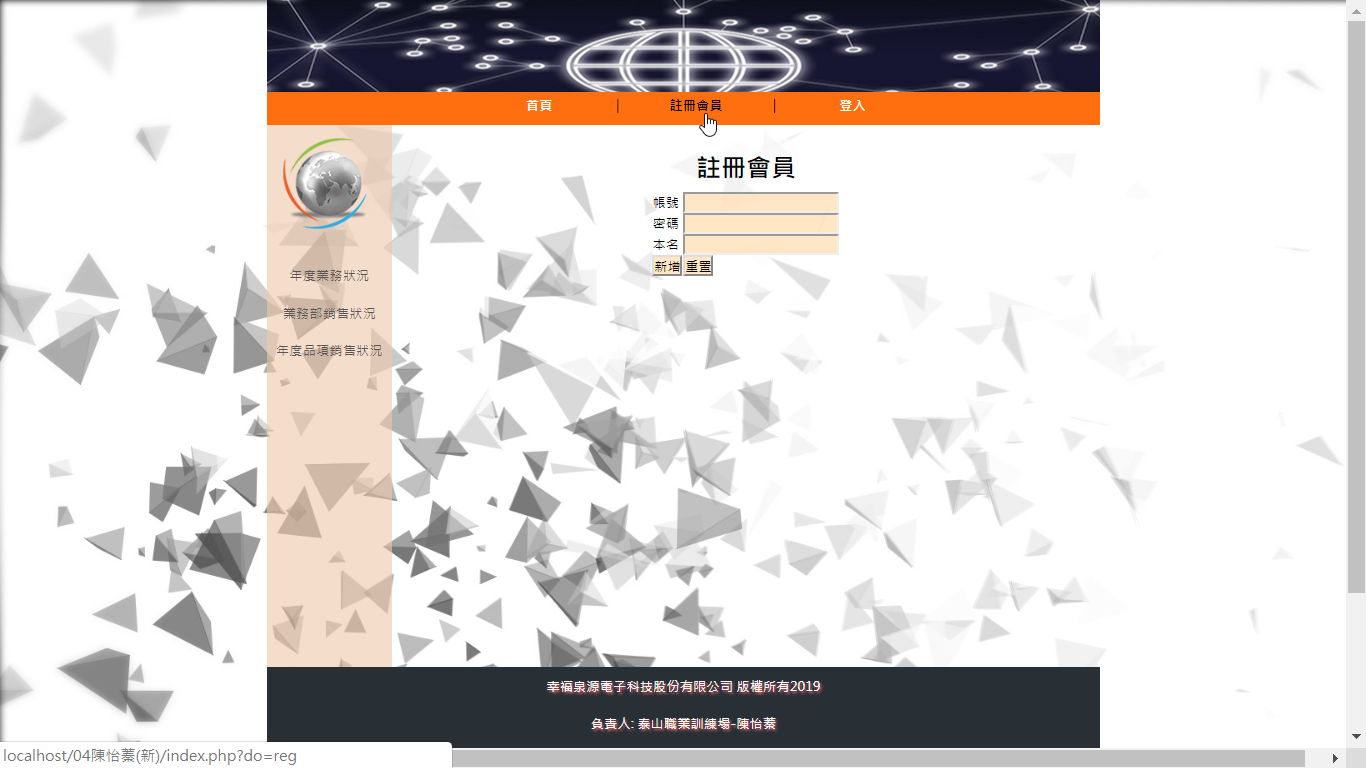 首頁 | 註冊會員 | 登入
註冊會員
帳號
密碼
本名
新增 重置
年度業務狀況
業務部銷售狀況
年度品項銷售狀況
幸福泉源電子科技股份有限公司 版權所有2019
負責人: 泰山職業訓練場-陳怡蓁
localhost/04陳怡蓁(新)/index.php?do=reg